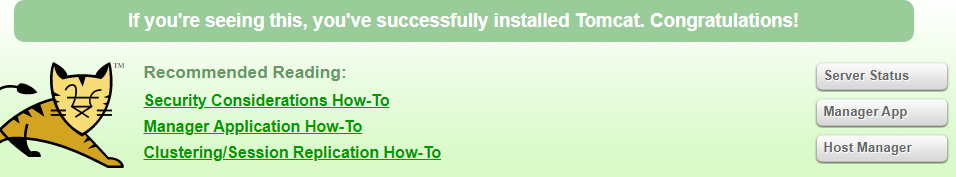 If you're seeing this, you've successfully installed Tomcat. Congratulations!
TM
Recommended Reading:
Security Considerations How-To
Manager Application How-To
Clustering/Session Replication How-To
Server Status
Manager App
Host Manager